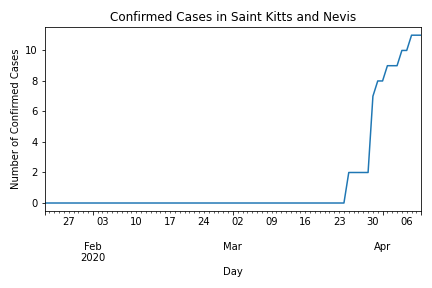 Confirmed Cases in Saint Kitts and Nevis
Number of Confirmed Cases
10
8
6
4
2
0
27 03 10 17 24 02 09 16 23 30 06
Feb Mar Apr
2020
Day